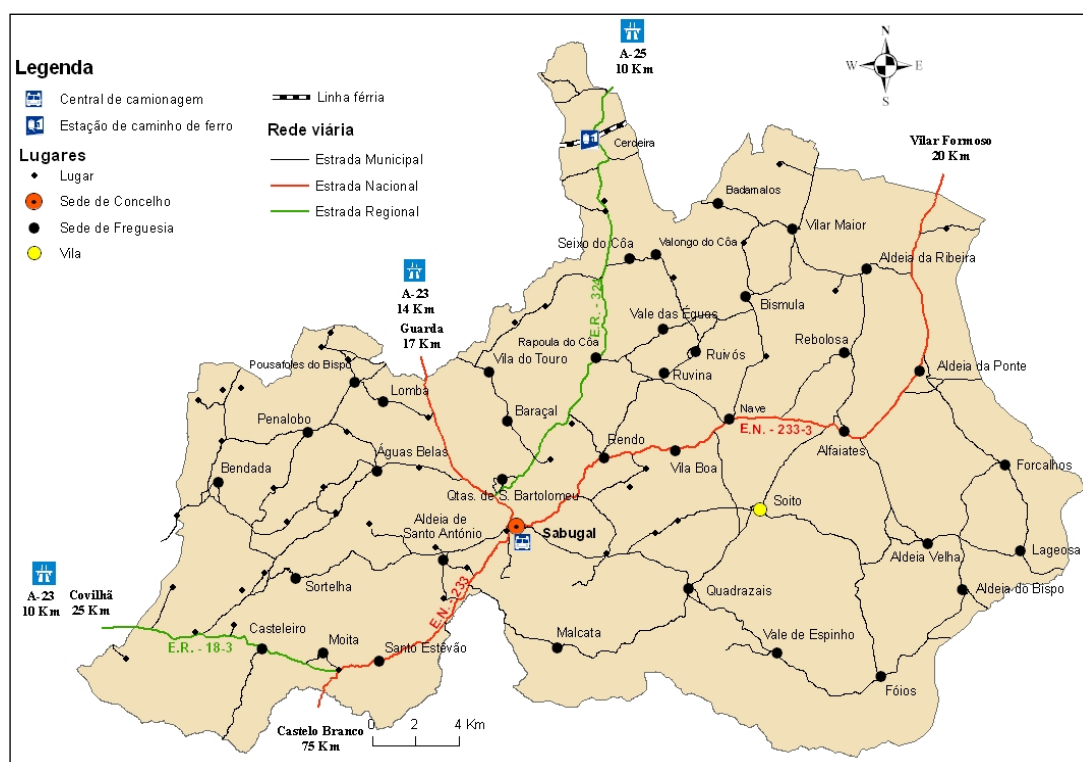 Legenda
Central de camionagem
Estação de caminho de ferro
Lugares
Lugar
Sede de Concelho
Sede de Freguesia
Vila
Linha férria
Rede viária
Estrada Municipal
Estrada Nacional
Estrada Regional
A-25
10 Km
N
W
E
S
Vilar Formoso
20 Km
Cerdeira
Badamalos
Vilar Maior
Seixo do Côa
Valongo do Côa
Aldeia da Ribeira
A-23
14 Km
Guarda
17 Km
E.R. - 324
Bismula
Vale das Éguas
Rapoula do Côa
Vila do Touro
Ruivós
Rebolosa
Ruvina
Aldeia da Ponte
Pousafoles do Bispo
Lomba
Penalobo
Baraçal
Nave
E.N. - 233-3
Alfaiates
Bendada
Águas Belas
Rendo
Vila Boa
Forcalhos
Qtas. de S. Bartolomeu
Soito
Aldeia de
Santo António
Sabugal
Aldeia Velha
Lageosa
A-23
10 Km
Covilhã
25 Km
Sortelha
E.N. - 233
Quadrazais
Aldeia do Bispo
E.R. - 18-3
Casteleiro
Moita
Santo Estêvão
Malcata
Vale de Espinho
Fóios
Castelo Branco
75 Km
0 2 4 Km